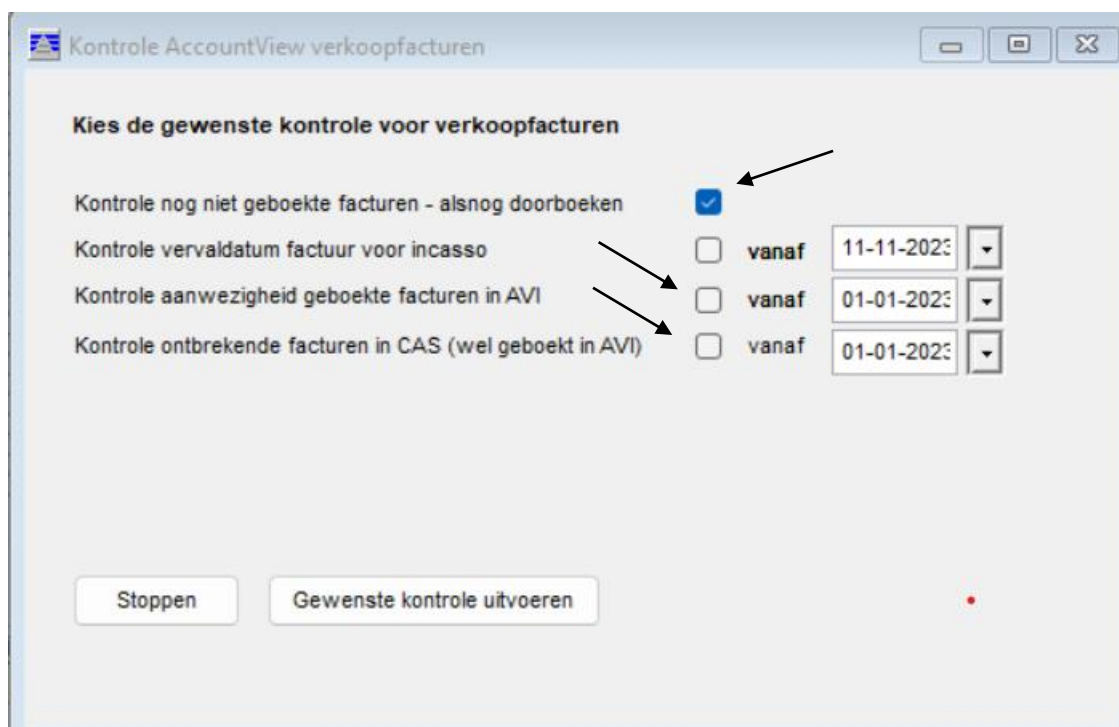 Kontrole AccountView verkoopfacturen
Kies de gewenste kontrole voor verkoopfacturen
Kontrole nog niet geboekte facturen - alsnog doorboeken
Kontrole vervaldatum factuur voor incasso vanaf 11-11-2023
Kontrole aanwezigheid geboekte facturen in AVI vanaf 01-01-2023
Kontrole ontbrekende facturen in CAS (wel geboekt in AVI) vanaf 01-01-2023
Stoppen Gewenste kontrole uitvoeren